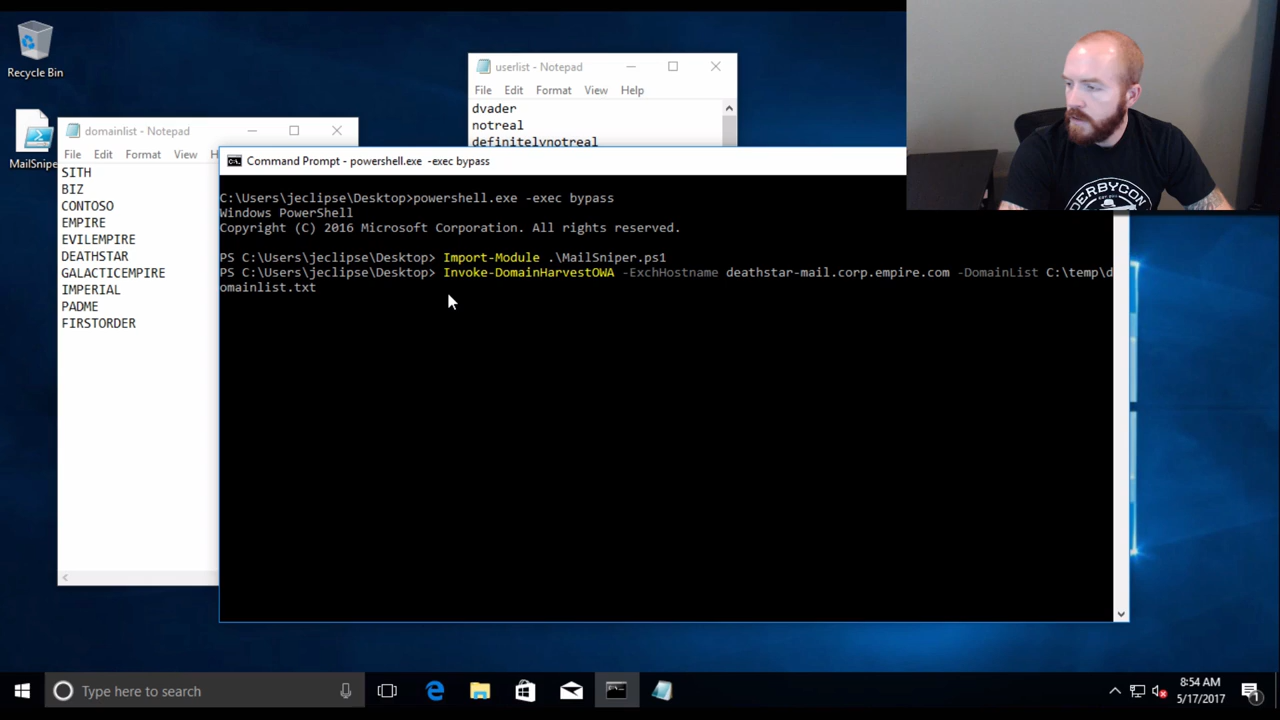 Recycle Bin
MailSnipe
domainlist - Notepad
File Edit Format View H
SITH
BIZ
CONTOSO
EMPIRE
EVILEMPIRE
DEATHSTAR
GALACTICEMPIRE
IMPERIAL
PADME
FIRSTORDER
userlist - Notepad
File Edit Format View Help
dvader
notreal
definitelynotreal
Command Prompt - powershell.exe -exec bypass
C:\Users\jeclipse\Desktop>powershell.exe -exec bypass
Windows PowerShell
Copyright (C) 2016 Microsoft Corporation. All rights reserved.
PS C:\Users\jeclipse\Desktop> Import-Module .\MailSniper.ps1
PS C:\Users\jeclipse\Desktop> Invoke-DomainHarvestOWA -ExchHostname deathstar-mail.corp.empire.com -DomainList C:\temp\d
omainlist.txt
DERBYCON
Type here to search
8:54 AM
5/17/2017
1